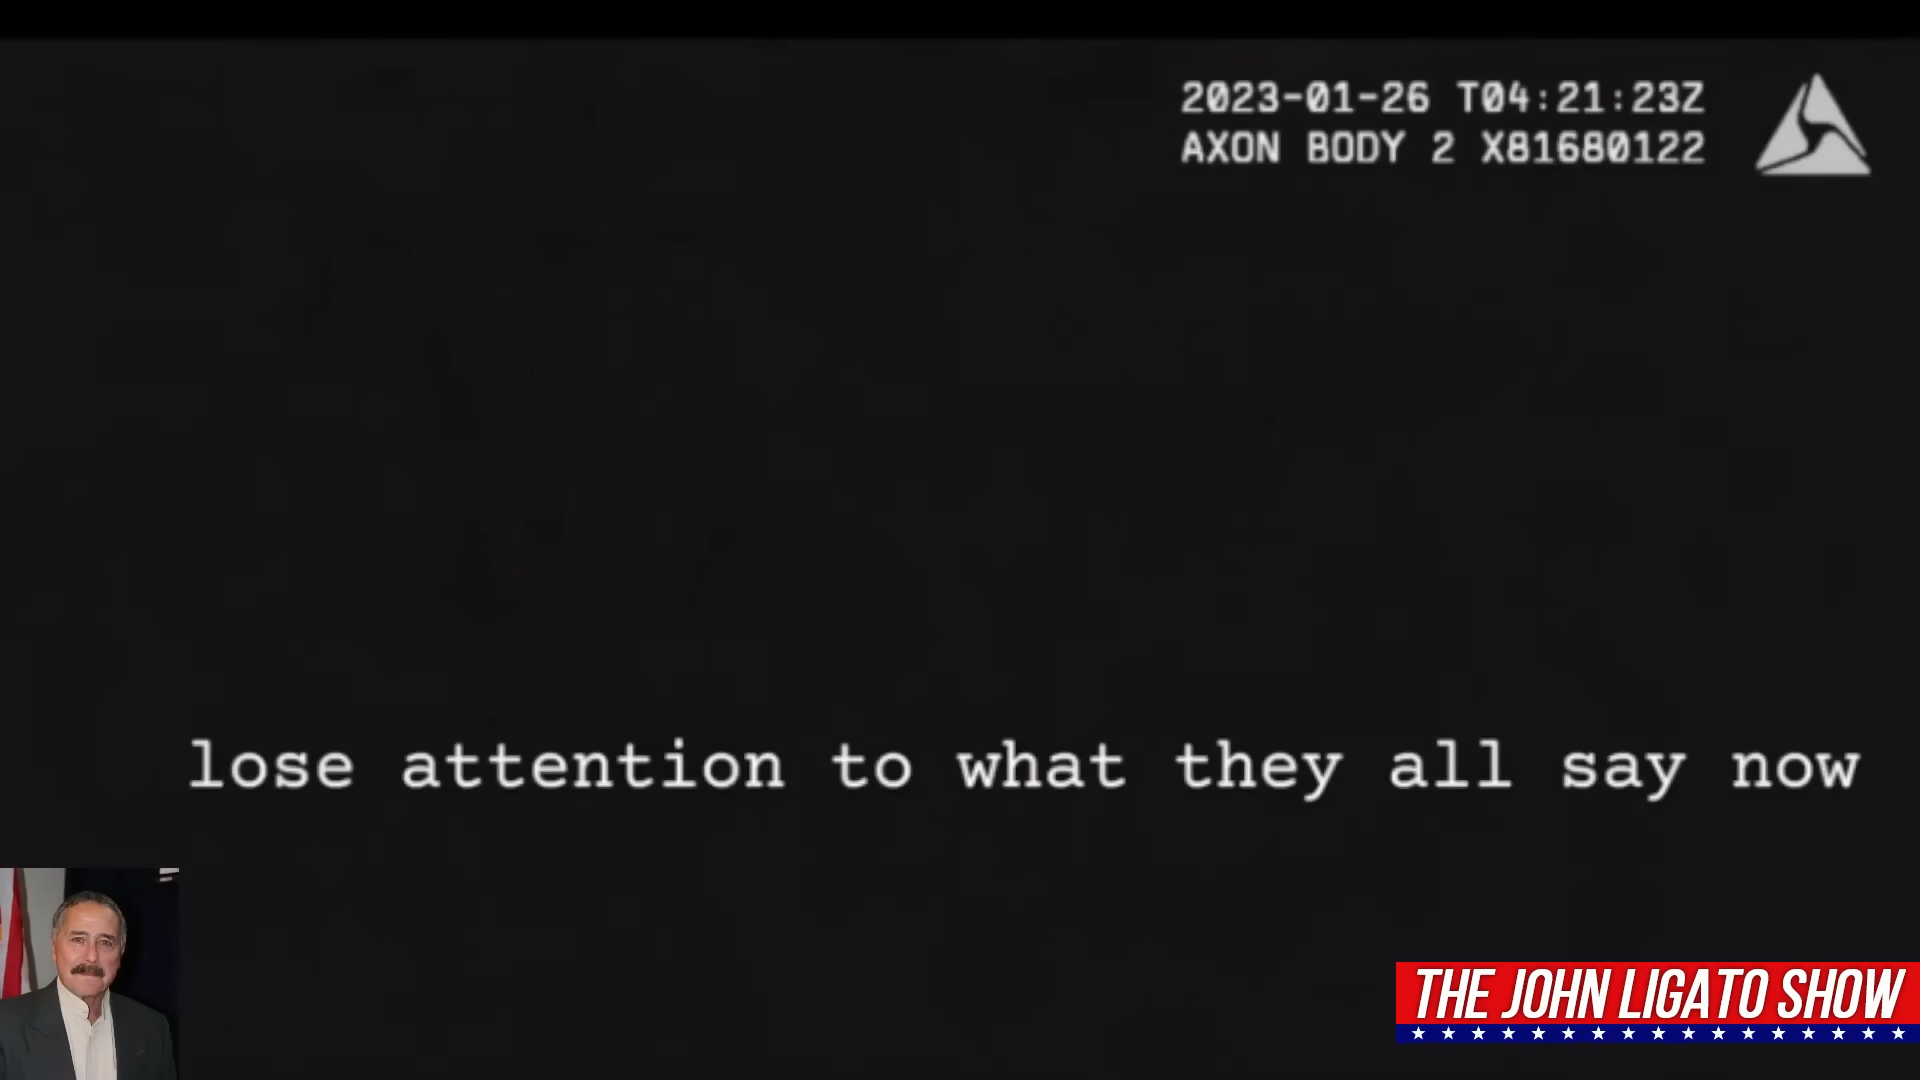 2023-01-26 T04:21:23Z
AXON BODY 2 X81680122
lose attention to what they all say now
THE JOHN LIGATO SHOW